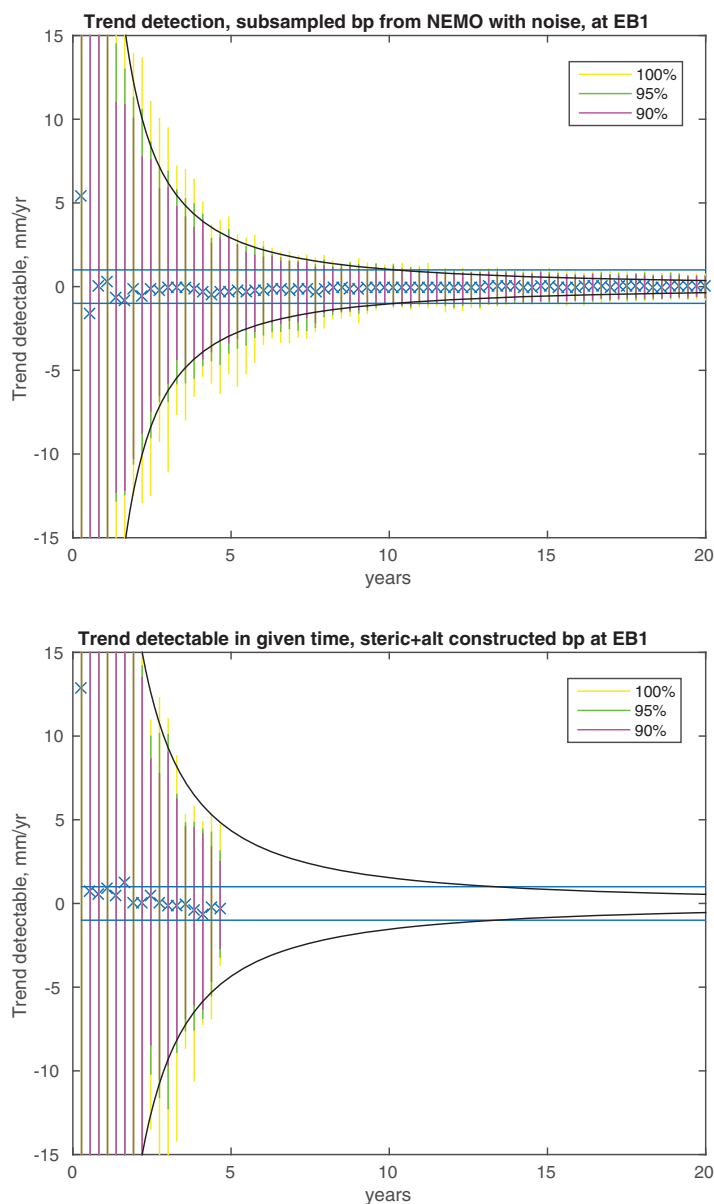 Trend detection, subsampled bp from NEMO with noise, at EB1
15
10
5
0
-5
-10
-15
Trend detectable, mm/yr
100%
95%
90%
0 5 10 15 20
years
Trend detectable in given time, steric+alt constructed bp at EB1
15
10
5
0
-5
-10
-15
Trend detectable, mm/yr
100%
95%
90%
0 5 10 15 20
years